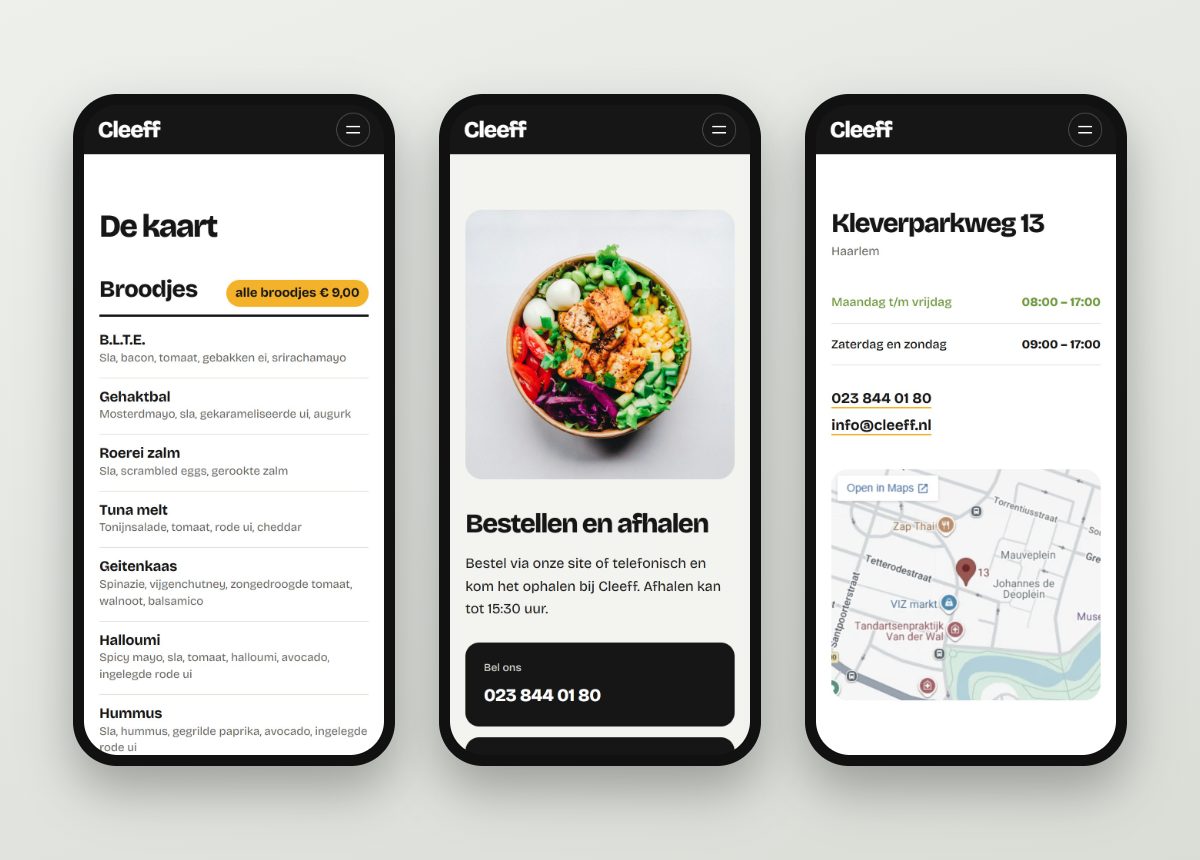 Cleeff
De kaart
Broodjes
alle broodjes € 9,00
B.L.T.E.
Sla, bacon, tomaat, gebakken ei, srirachamayo
Gehaktbal
Mosterdmayo, sla, gekarameliseerde ui, augurk
Roerei zalm
Sla, scrambled eggs, gerookte zalm
Tuna melt
Tonijnsalade, tomaat, rode ui, cheddar
Geitenkaas
Spinazie, vijgenchutney, zongedroogde tomaat,
walnoot, balsamico
Halloumi
Spicy mayo, sla, tomaat, halloumi, avocado,
ingelegde rode ui
Hummus
Sla, hummus, gegrilde paprika, avocado, ingelegde
rode ui
Cleeff
Bestellen en afhalen
Bestel via onze site of telefonisch en
kom het ophalen bij Cleeff. Afhalen kan
tot 15:30 uur.
Bel ons
023 844 01 80
Cleeff
Kleverparkweg 13
Haarlem
Maandag t/m vrijdag 08:00 – 17:00
Zaterdag en zondag 09:00 – 17:00
023 844 01 80
info@cleeff.nl
Open in Maps
Torrentiusstraat
Zap Thai
Mauveplein
Tetterodestraat
13
Johannes de
Deoplein
VIZ markt
Santpoorterstraat
Tandartsenpraktijk
Van der Wal